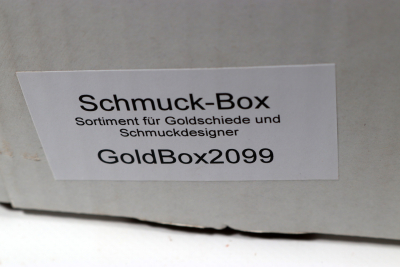 Schmuck-Box
Sortiment für Goldschiede und
Schmuckdesigner
GoldBox2099